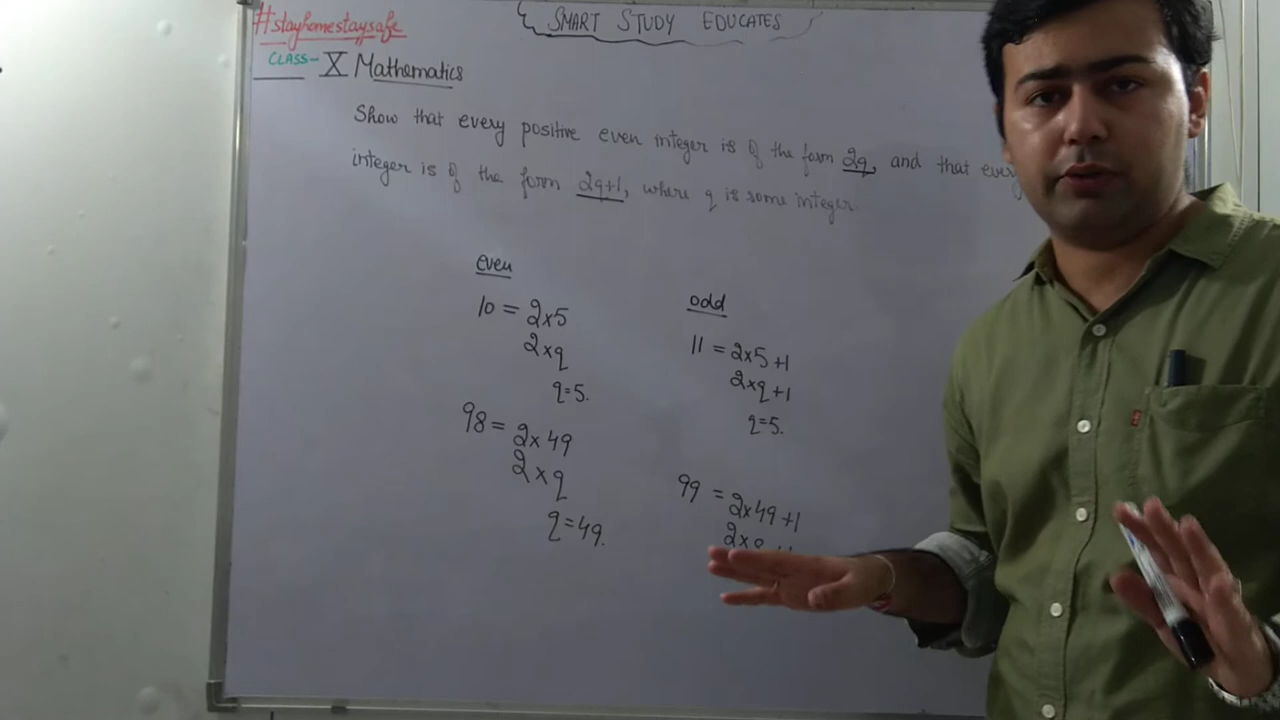 #stayhomestaysafe
SMART STUDY EDUCATES
CLASS- X Mathematics
Show that every positive even integer is of the form 2q, and that every
integer is of the form 2q+1, where q is some integer
even
10 = 2x5
2xq
q=5.
98 = 2x49
2xq
q=49.
odd
11 = 2x5+1
2xq+1
q=5.
99 = 2x49+1